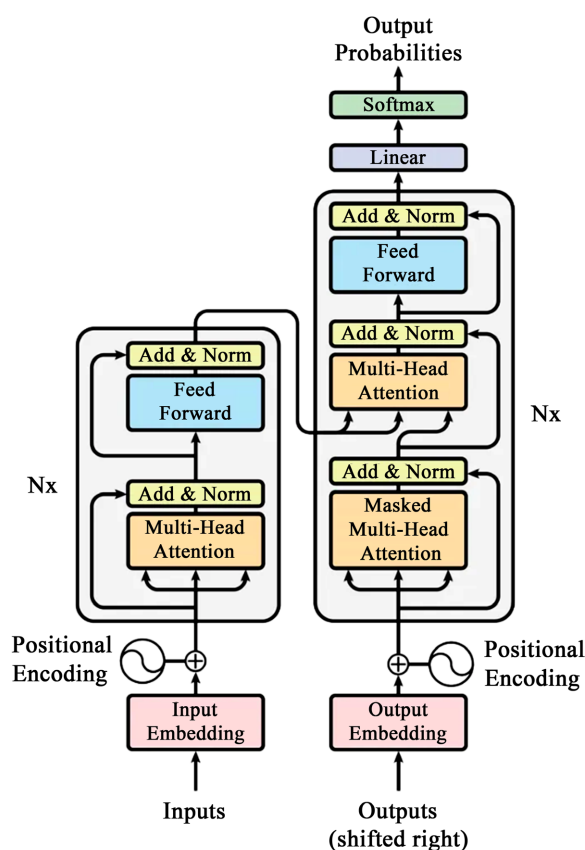 Output
Probabilities
Softmax
Linear
Add & Norm
Feed
Forward
Add & Norm
Multi-Head
Attention
Nx
Add & Norm
Masked
Multi-Head
Attention
Add & Norm
Feed
Forward
Nx
Add & Norm
Multi-Head
Attention
Positional
Encoding
Positional
Encoding
Input
Embedding
Output
Embedding
Inputs
Outputs
(shifted right)